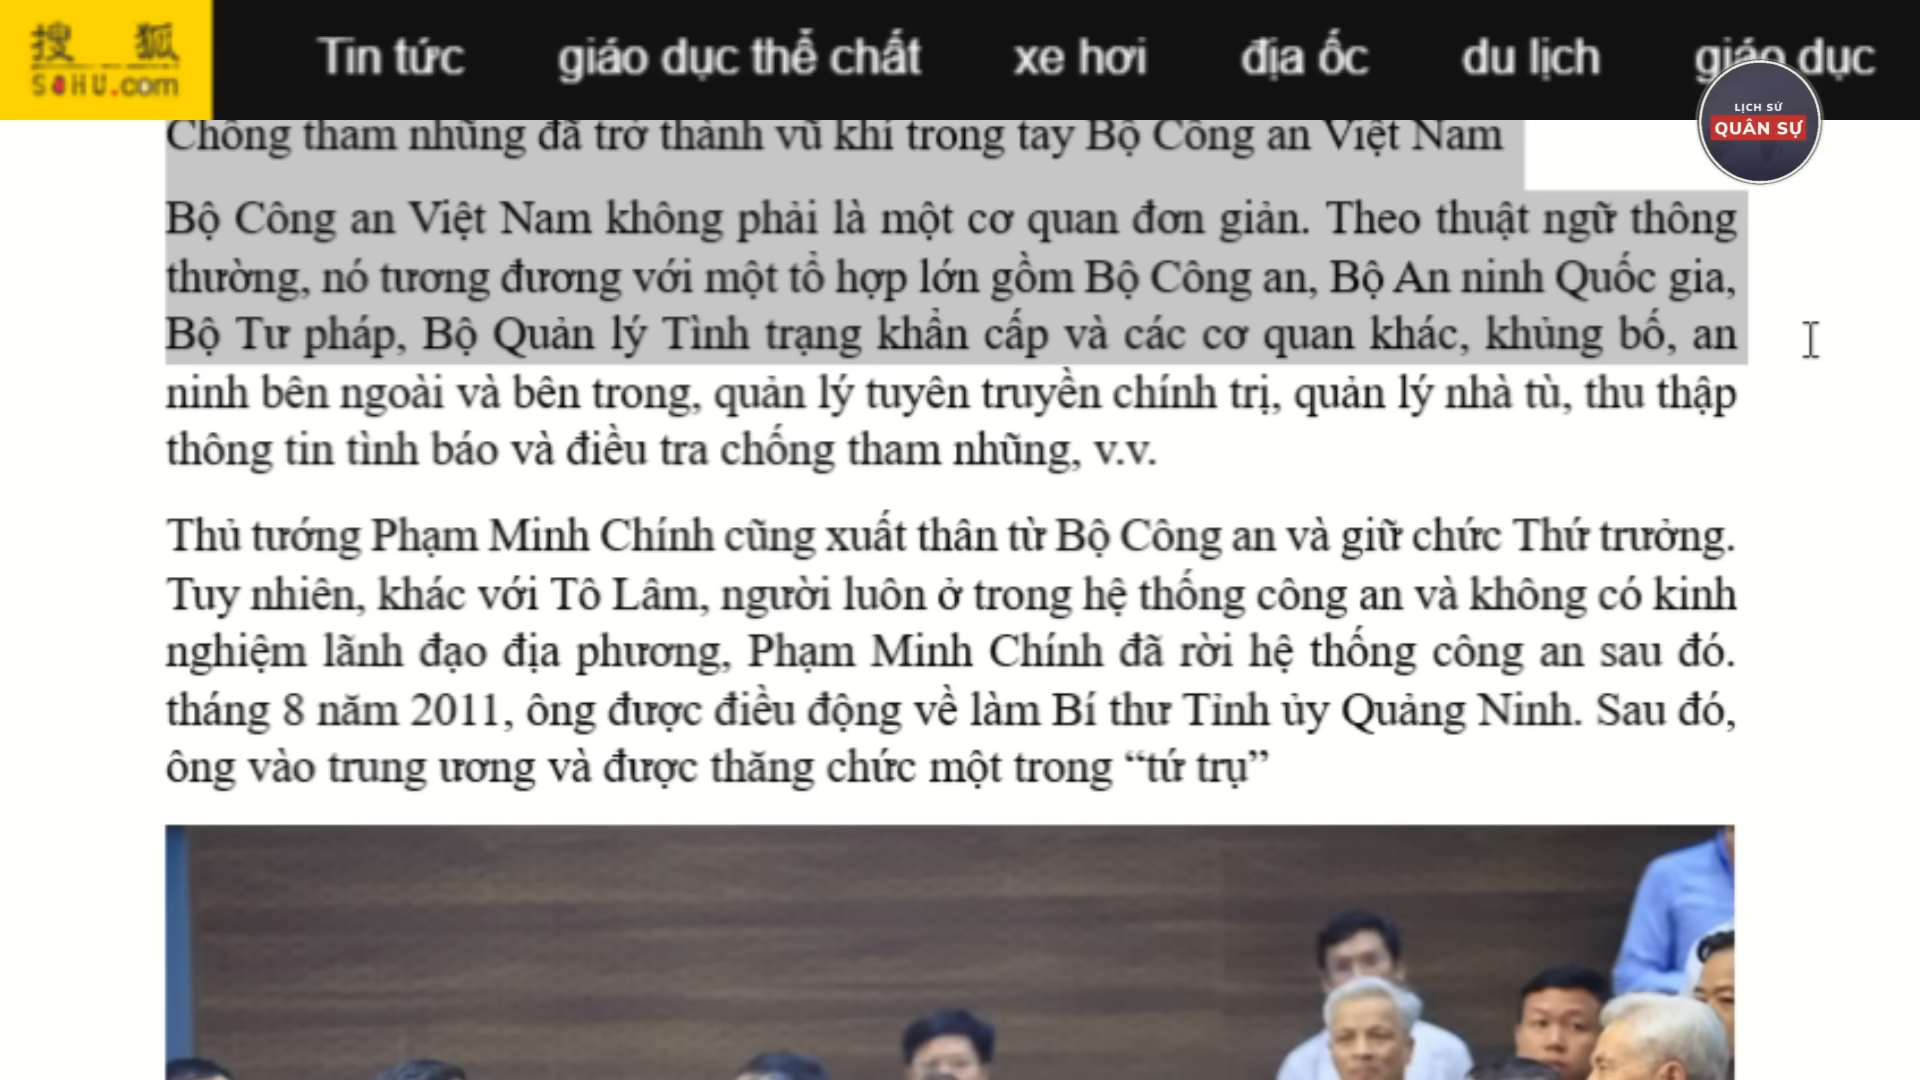 搜 狐
SOHU.com
Tin tức giáo dục thể chất xe hơi địa ốc du lịch giáo dục
LỊCH SỬ
QUÂN SỰ
Chống tham nhũng đã trở thành vũ khí trong tay Bộ Công an Việt Nam
Bộ Công an Việt Nam không phải là một cơ quan đơn giản. Theo thuật ngữ thông
thường, nó tương đương với một tổ hợp lớn gồm Bộ Công an, Bộ An ninh Quốc gia,
Bộ Tư pháp, Bộ Quản lý Tình trạng khẩn cấp và các cơ quan khác, khủng bố, an
ninh bên ngoài và bên trong, quản lý tuyên truyền chính trị, quản lý nhà tù, thu thập
thông tin tình báo và điều tra chống tham nhũng, v.v.
Thủ tướng Phạm Minh Chính cũng xuất thân từ Bộ Công an và giữ chức Thứ trưởng.
Tuy nhiên, khác với Tô Lâm, người luôn ở trong hệ thống công an và không có kinh
nghiệm lãnh đạo địa phương, Phạm Minh Chính đã rời hệ thống công an sau đó.
tháng 8 năm 2011, ông được điều động về làm Bí thư Tỉnh ủy Quảng Ninh. Sau đó,
ông vào trung ương và được thăng chức một trong “tứ trụ”